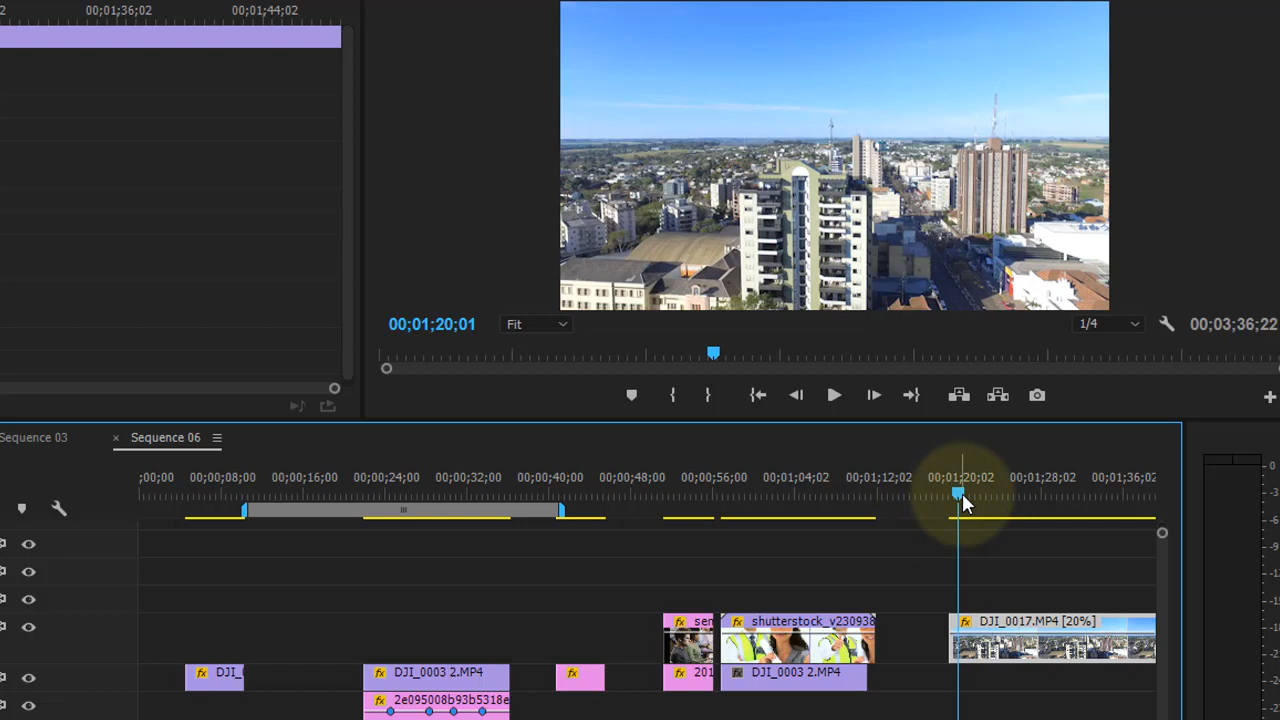 00;01;36;02 00;01;44;02
00;01;20;01 Fit 1/4 00;03;36;22
Sequence 03 × Sequence 06
;00;00 00;00;08;00 00;00;16;00 00;00;24;00 00;00;32;00 00;00;40;00 00;00;48;00 00;00;56;00 00;01;04;02 00;01;12;02 00;01;20;02 00;01;28;02 00;01;36;02
0
-3
-6
-9
fx sen fx shutterstock_v230938 fx DJI_0017.MP4 [20%]
fx DJI_ fx DJI_0003 2.MP4 fx fx 201 fx DJI_0003 2.MP4
fx 2e095008b93b5318e